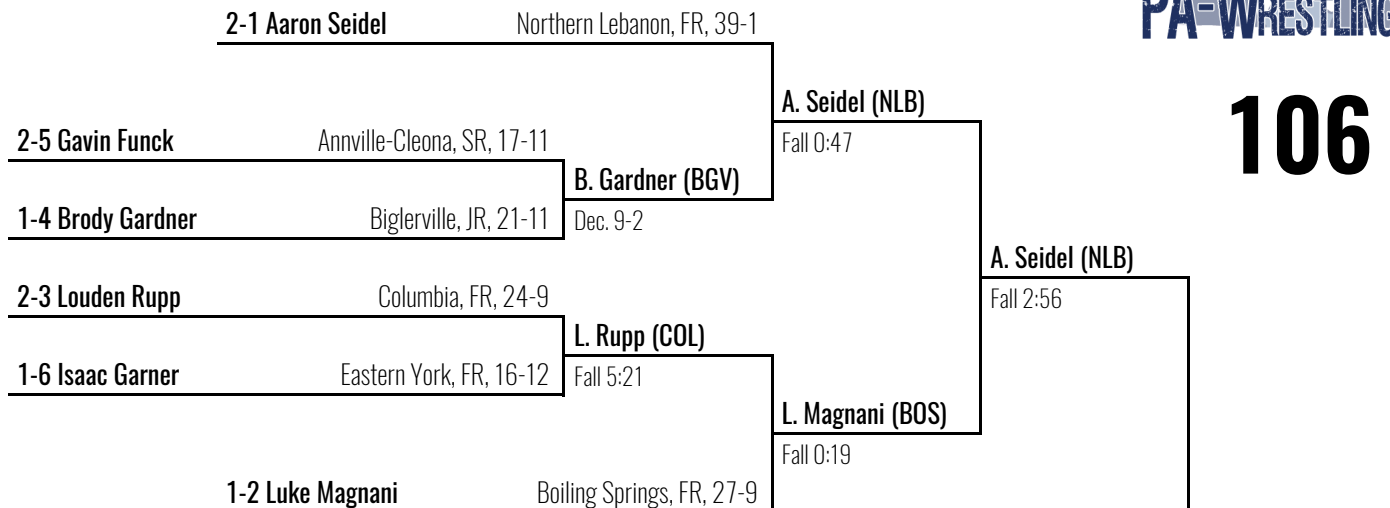 PA-WRESTLING
106
2-1 Aaron Seidel Northern Lebanon, FR, 39-1
A. Seidel (NLB)
Fall 0:47
2-5 Gavin Funck Annville-Cleona, SR, 17-11
B. Gardner (BGV)
Dec. 9-2
1-4 Brody Gardner Biglerville, JR, 21-11
A. Seidel (NLB)
Fall 2:56
2-3 Louden Rupp Columbia, FR, 24-9
L. Rupp (COL)
Fall 5:21
1-6 Isaac Garner Eastern York, FR, 16-12
L. Magnani (BOS)
Fall 0:19
1-2 Luke Magnani Boiling Springs, FR, 27-9